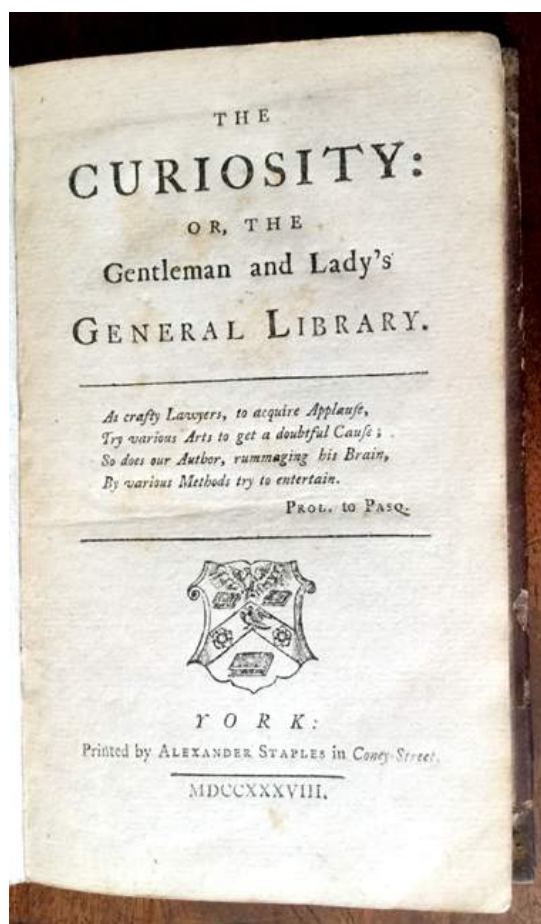 THE
CURIOSITY:
OR, THE
Gentleman and Lady's
GENERAL LIBRARY.
As crafty Lawyers, to acquire Applauſe,
Try various Arts to get a doubtful Cauſe;
So does our Author, rummaging his Brain,
By various Methods try to entertain.
PROL. to PASQ.
YORK:
Printed by ALEXANDER STAPLES in Coney-Street.
MDCCXXXVIII.